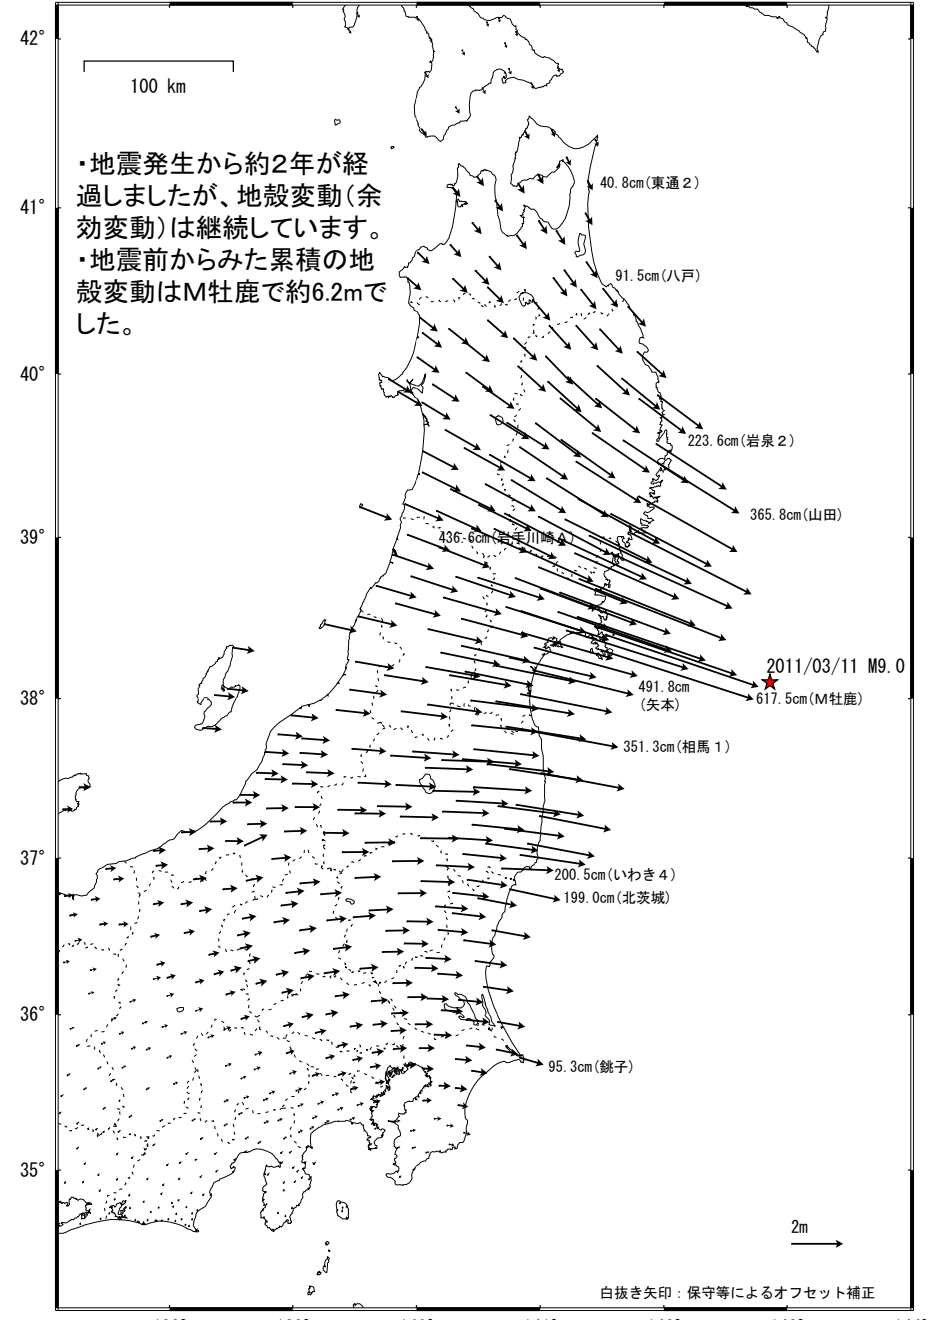 42°
100 km
・地震発生から約２年が経
過しましたが、地殻変動（余
効変動）は継続しています。
・地震前からみた累積の地
殻変動はＭ牡鹿で約6.2mで
した。
40.8cm(東通２)
41°
91.5cm(八戸)
40°
223.6cm(岩泉２)
365.8cm(山田)
39°
436.6cm(岩手川崎Ａ)
2011/03/11 M9.0
38°
491.8cm
(矢本)
617.5cm(Ｍ牡鹿)
351.3cm(相馬１)
37°
200.5cm(いわき４)
199.0cm(北茨城)
36°
95.3cm(銚子)
35°
2m
白抜き矢印：保守等によるオフセット補正